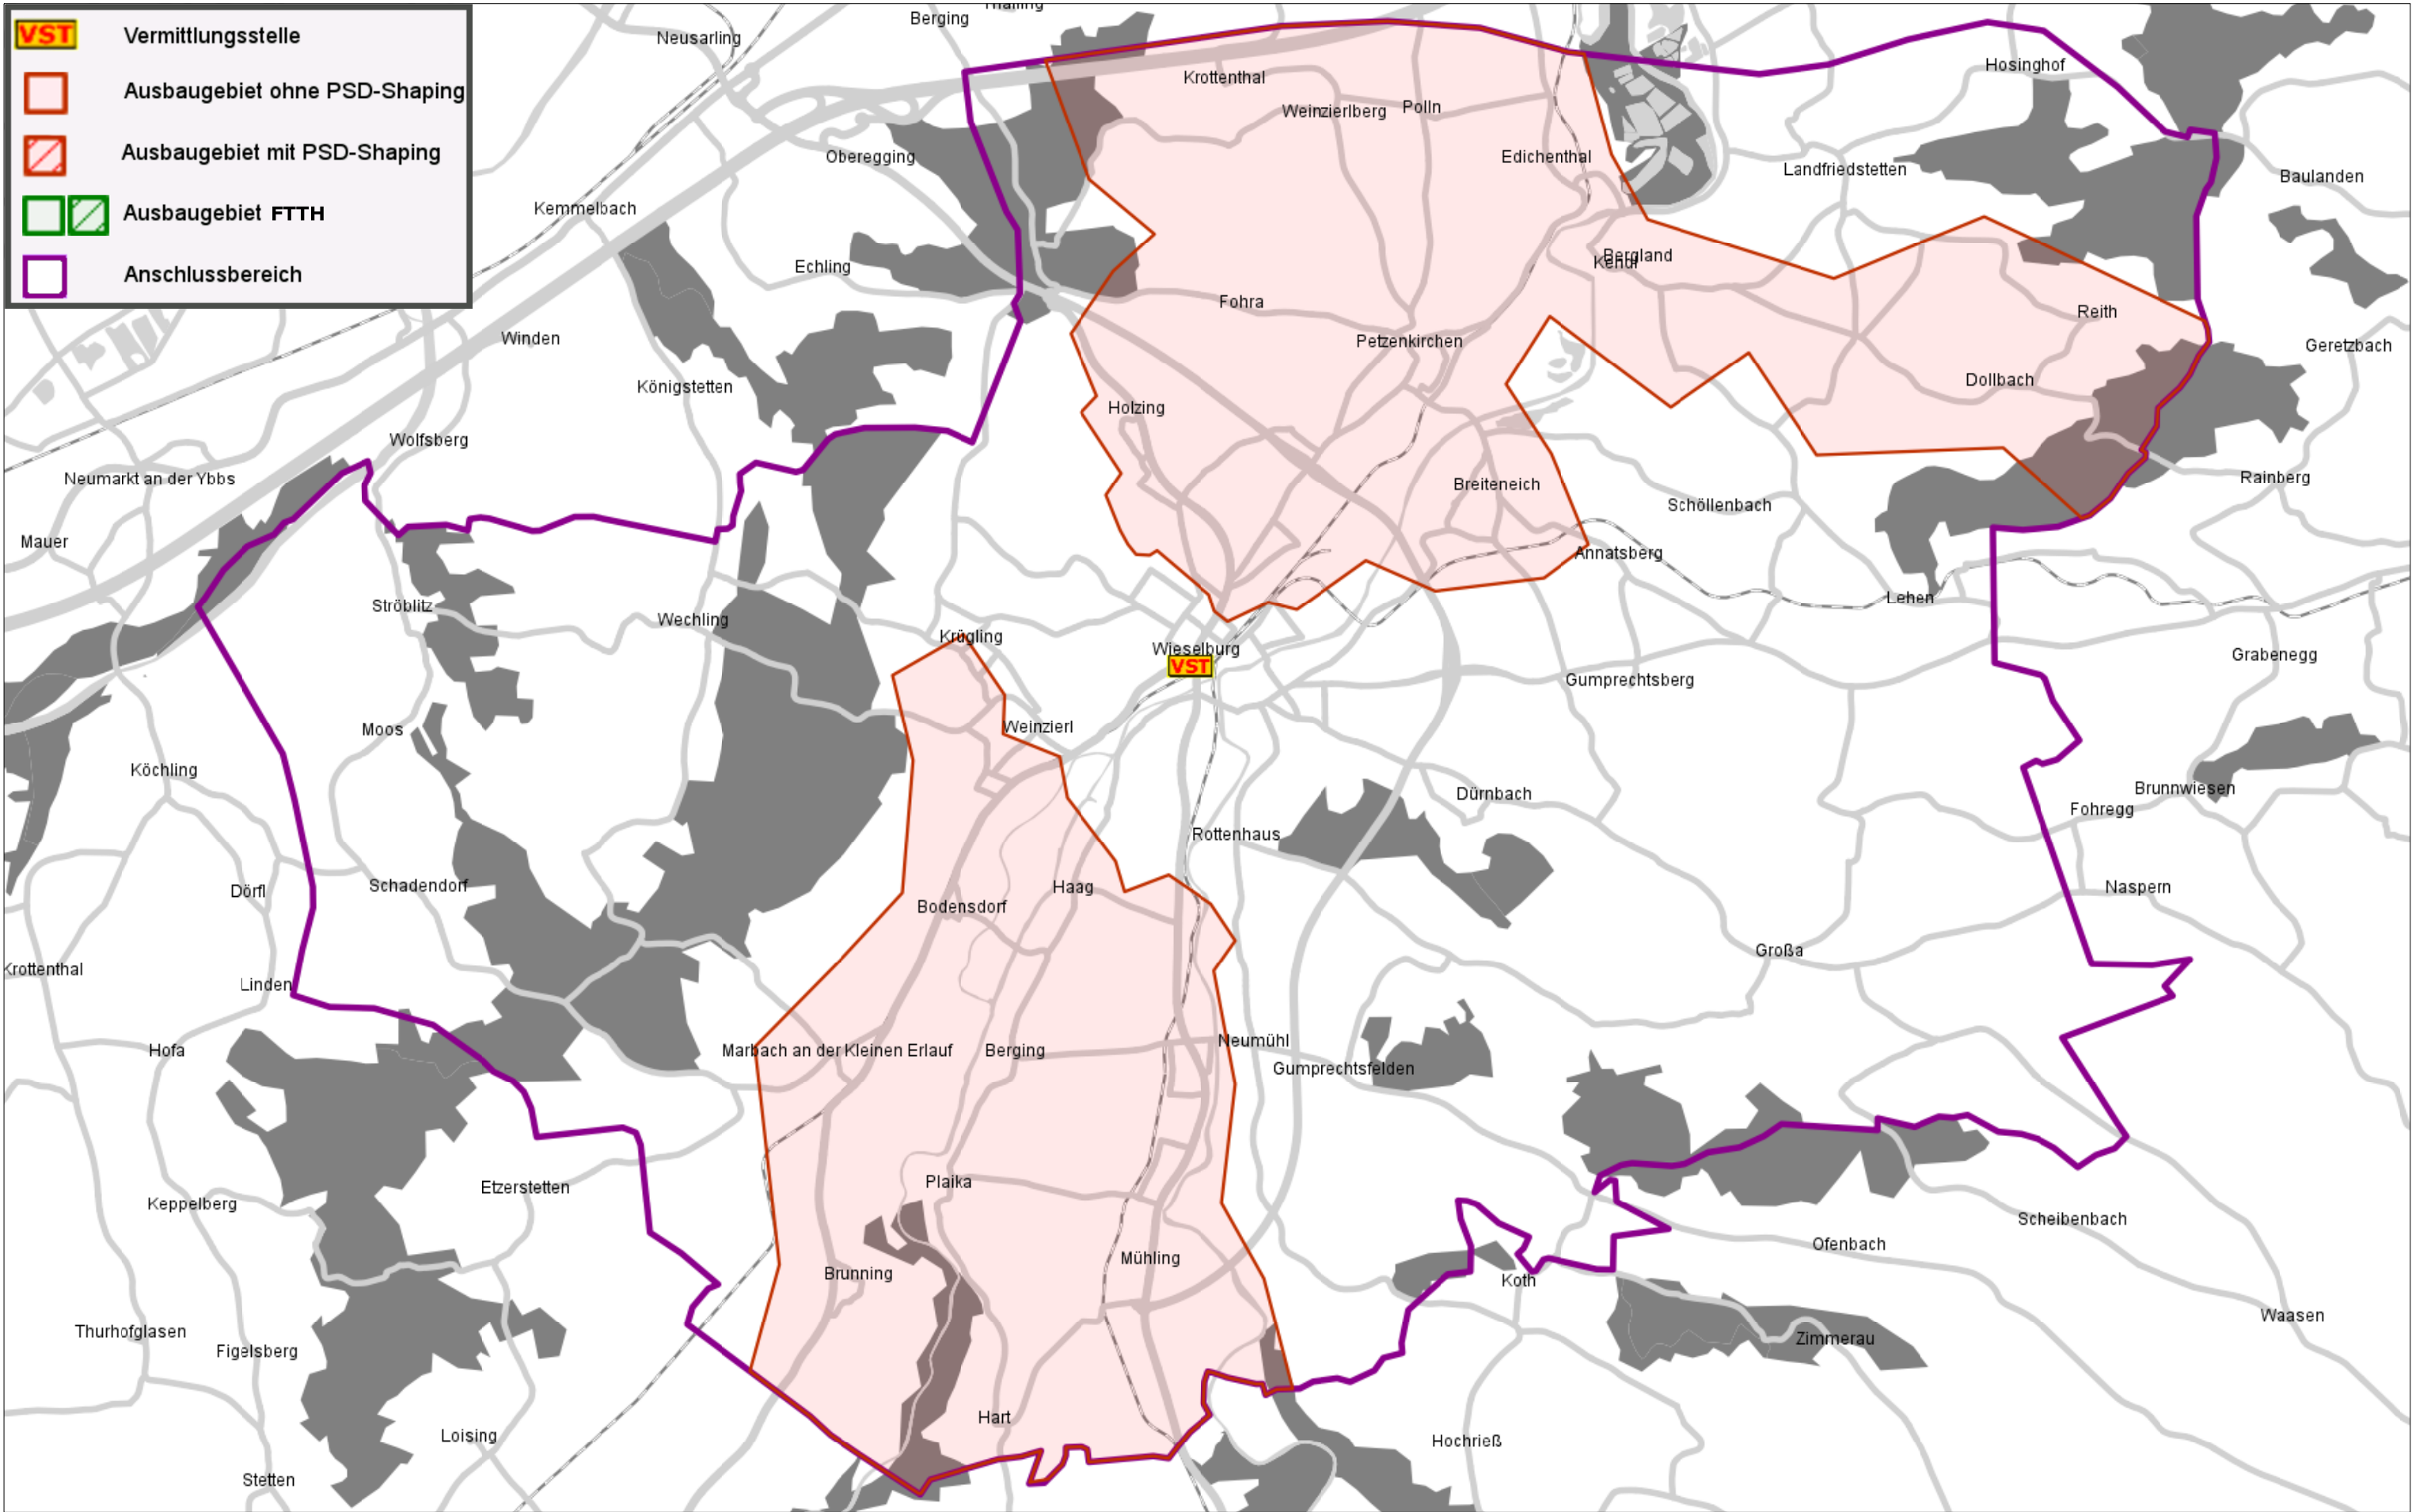 VST Vermittlungsstelle
Ausbaugebiet ohne PSD-Shaping
Ausbaugebiet mit PSD-Shaping
Ausbaugebiet FTTH
Anschlussbereich
Berging
Neusarling
Krottenthal
Hosinghof
Weinzierlberg
Polln
Oberegging
Edichenthal
Landfriedstetten
Baulanden
Kemmelbach
Bergland
Kendl
Echling
Fohra
Reith
Winden
Petzenkirchen
Geretzbach
Königstetten
Dollbach
Holzing
Wolfsberg
Neumarkt an der Ybbs
Breiteneich
Rainberg
Schöllenbach
Mauer
Annatsberg
Ströblitz
Lehen
Wechling
Krügling
Wieselburg
VST
Grabenegg
Gumprechtsberg
Moos
Weinzierl
Köchling
Dürnbach
Brunnwiesen
Fohregg
Rottenhaus
Dörfl
Schadendorf
Haag
Naspern
Bodensdorf
Großa
Krottenthal
Linden
Hofa
Marbach an der Kleinen Erlauf
Berging
Neumühl
Gumprechtsfelden
Plaika
Etzerstetten
Keppelberg
Scheibenbach
Ofenbach
Mühling
Brunning
Koth
Waasen
Thurhofglasen
Zimmerau
Figelsberg
Hart
Loising
Hochrieß
Stetten